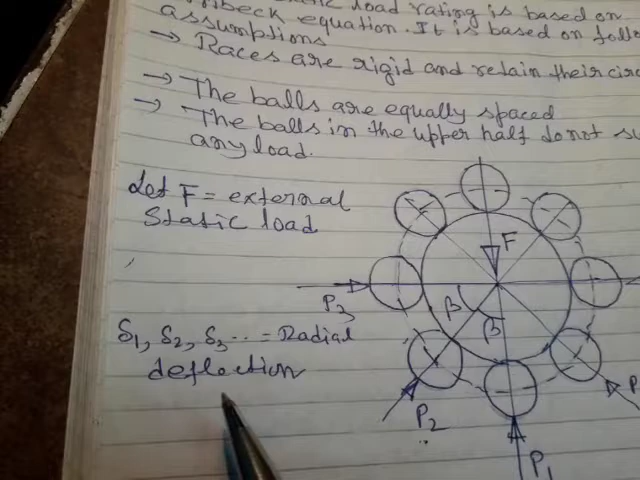 load rating is based on
beck equation. It is based on follo
assumptions
→ Races are rigid and retain their circ
→ The balls are equally spaced
→ The balls in the upper half do not su
any load.
Let F = external
static load
F
P3
β
β
δ1, δ2, δ3 ... = Radial
deflection
P2
P1
P